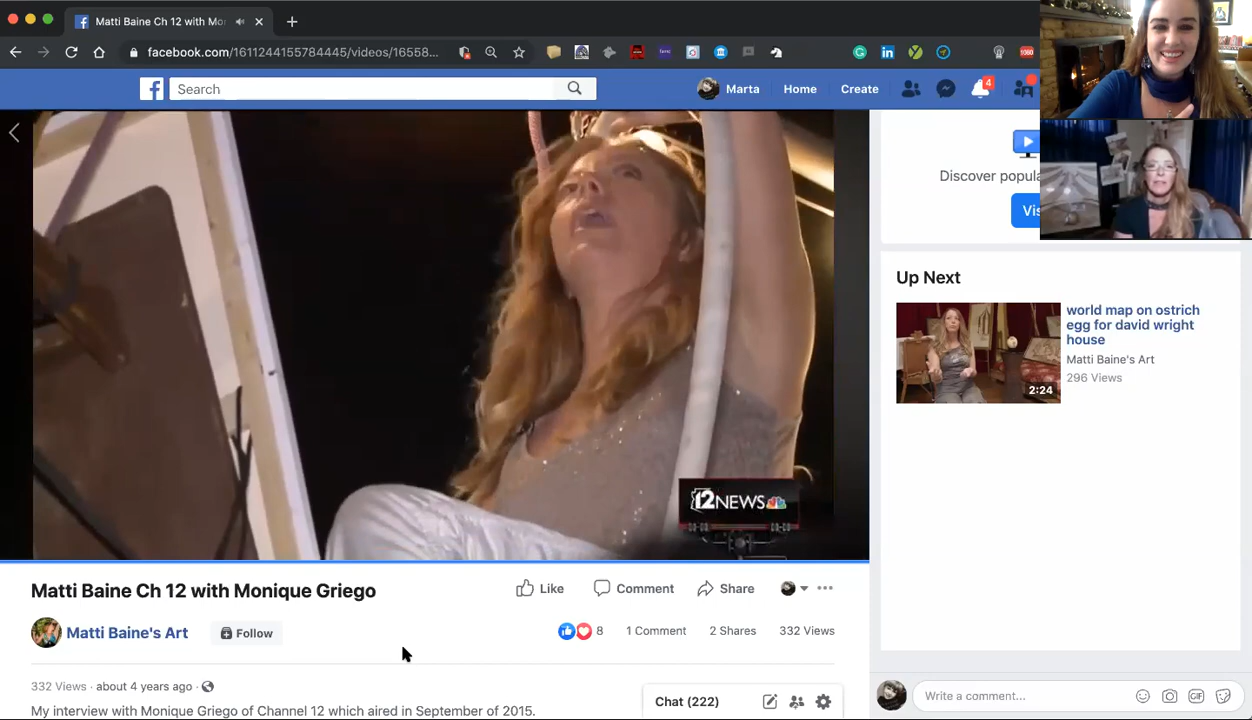 Matti Baine Ch 12 with Mo
facebook.com/1611244155784445/videos/16558...
1080
Search
Marta
Home
Create
4
Discover popula
Vis
Up Next
world map on ostrich
egg for david wright
house
Matti Baine's Art
296 Views
2:24
12NEWS
Matti Baine Ch 12 with Monique Griego
Like
Comment
Share
Matti Baine's Art
Follow
8
1 Comment
2 Shares
332 Views
332 Views · about 4 years ago ·
My interview with Monique Griego of Channel 12 which aired in September of 2015.
Chat (222)
Write a comment...
GIF